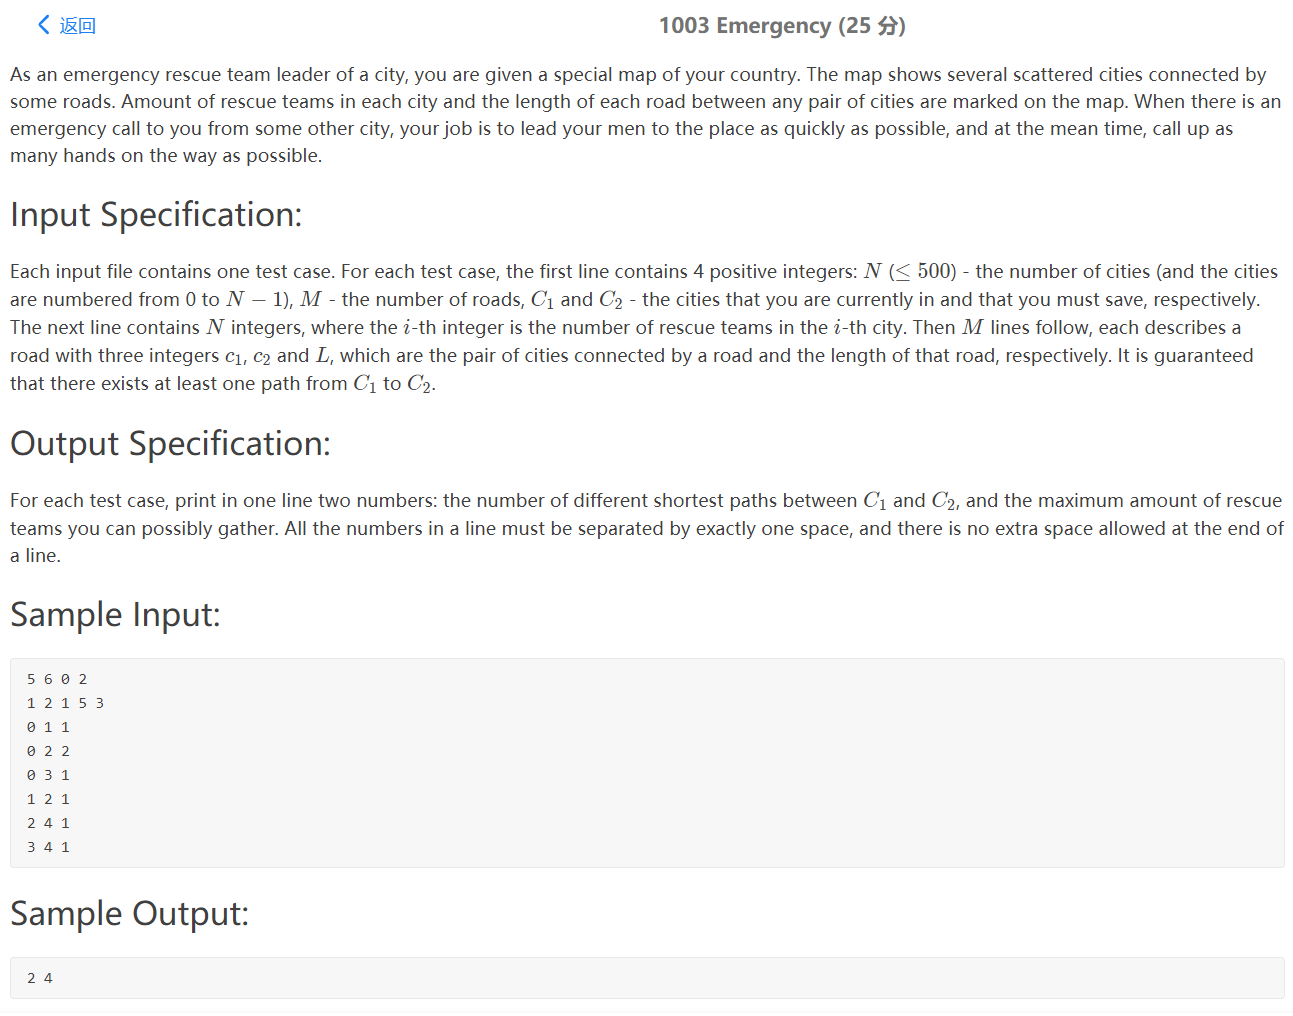 返回
1003 Emergency (25 分)
As an emergency rescue team leader of a city, you are given a special map of your country. The map shows several scattered cities connected by
some roads. Amount of rescue teams in each city and the length of each road between any pair of cities are marked on the map. When there is an
emergency call to you from some other city, your job is to lead your men to the place as quickly as possible, and at the mean time, call up as
many hands on the way as possible.
Input Specification:
Each input file contains one test case. For each test case, the first line contains 4 positive integers: N (≤ 500) - the number of cities (and the cities
are numbered from 0 to N − 1), M - the number of roads, C₁ and C₂ - the cities that you are currently in and that you must save, respectively.
The next line contains N integers, where the i-th integer is the number of rescue teams in the i-th city. Then M lines follow, each describes a
road with three integers c₁, c₂ and L, which are the pair of cities connected by a road and the length of that road, respectively. It is guaranteed
that there exists at least one path from C₁ to C₂.
Output Specification:
For each test case, print in one line two numbers: the number of different shortest paths between C₁ and C₂, and the maximum amount of rescue
teams you can possibly gather. All the numbers in a line must be separated by exactly one space, and there is no extra space allowed at the end of
a line.
Sample Input:
5 6 0 2
1 2 1 5 3
0 1 1
0 2 2
0 3 1
1 2 1
2 4 1
3 4 1
Sample Output:
2 4